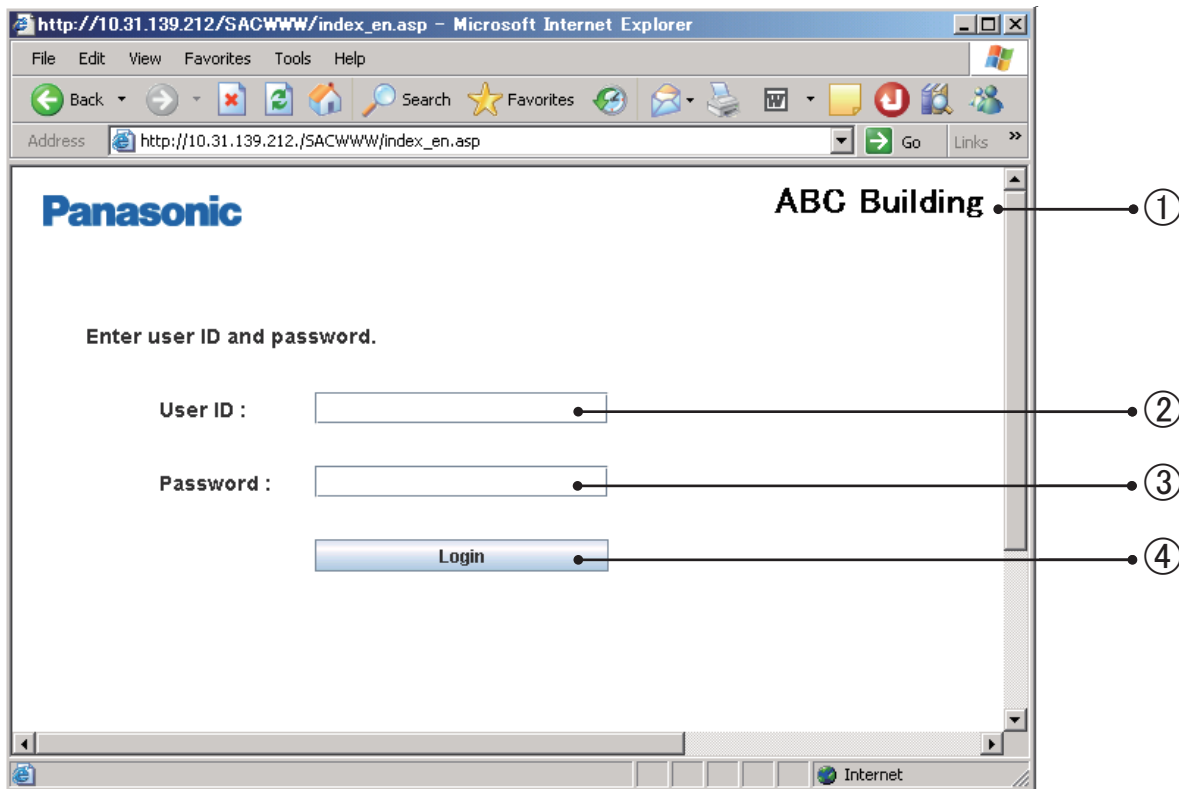 http://10.31.139.212/SACWWW/index_en.asp - Microsoft Internet Explorer
File Edit View Favorites Tools Help
Back Search Favorites
Address http://10.31.139.212./SACWWW/index_en.asp Go Links »
Panasonic
ABC Building ①
Enter user ID and password.
User ID : ②
Password : ③
Login ④
Internet